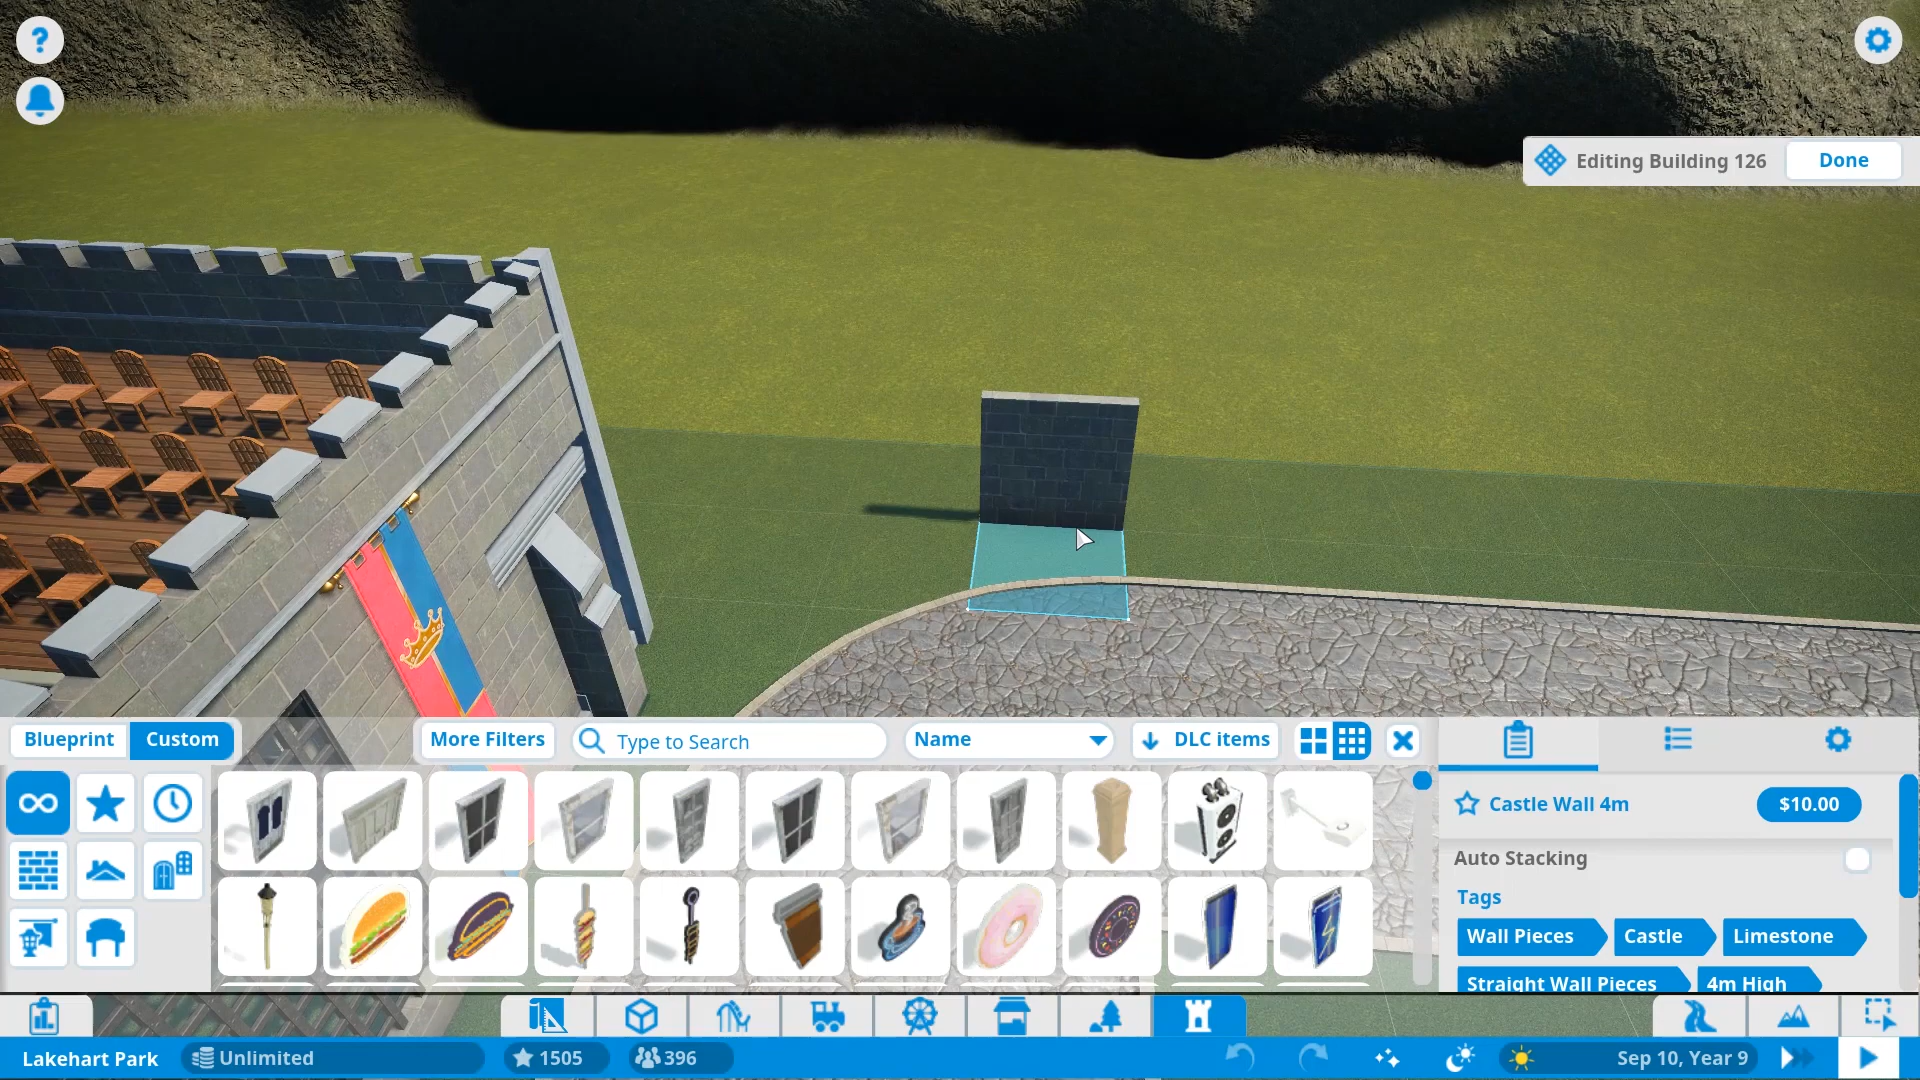 ?
Editing Building 126
Done
Blueprint
Custom
More Filters
Type to Search
Name
DLC items
Castle Wall 4m
$10.00
Auto Stacking
Tags
Wall Pieces
Castle
Limestone
Straight Wall Pieces
4m High
Lakehart Park
Unlimited
1505
396
Sep 10, Year 9